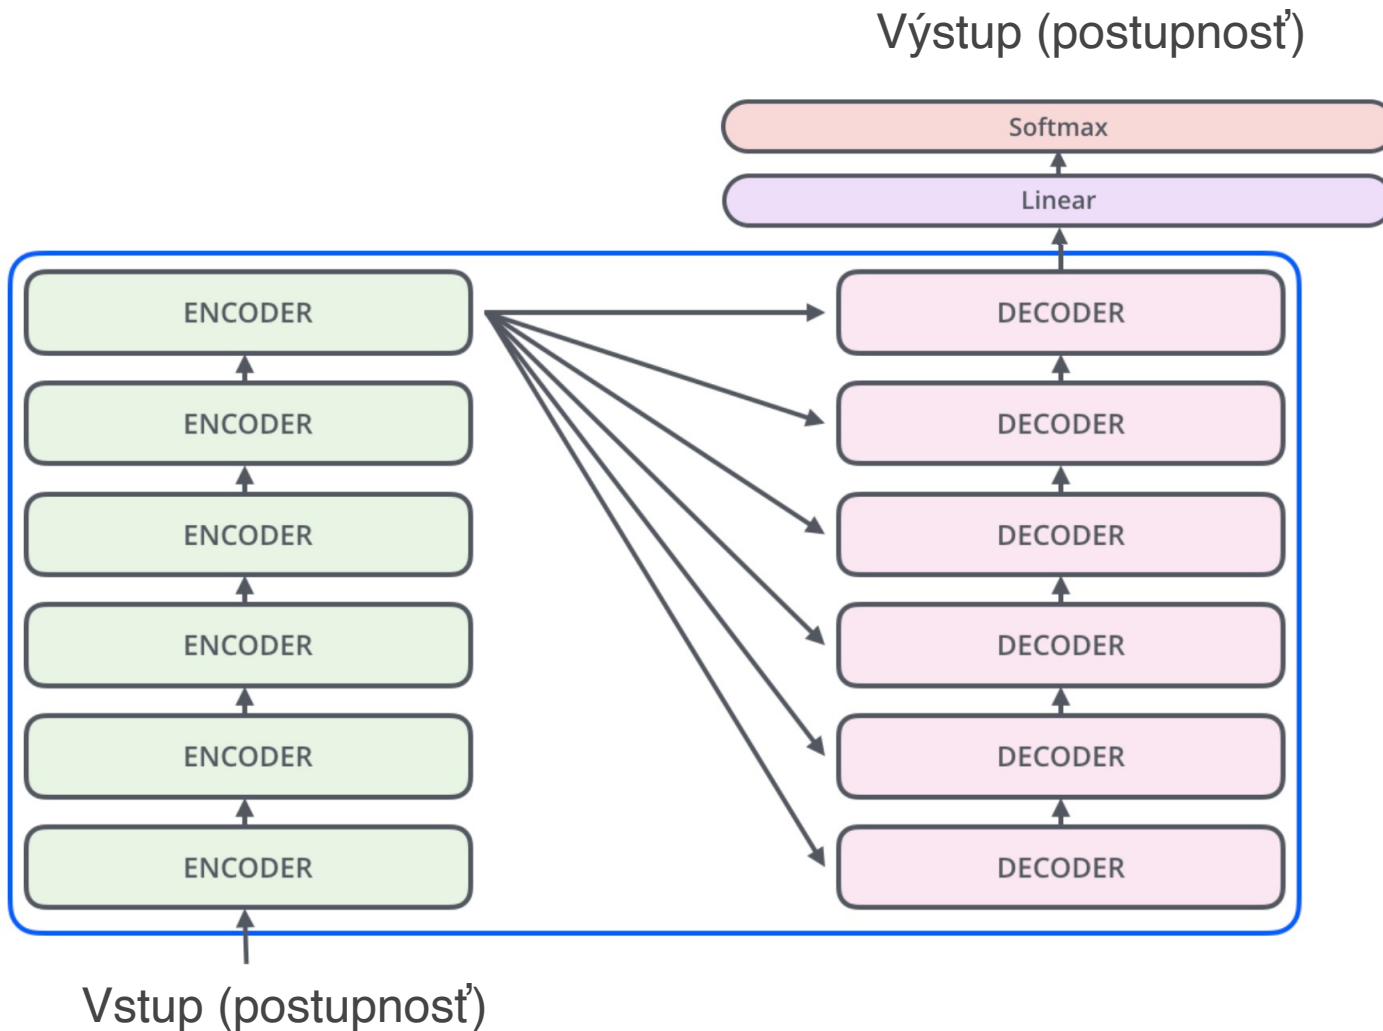 Výstup (postupnosť)
Softmax
Linear
ENCODER
DECODER
ENCODER
DECODER
ENCODER
DECODER
ENCODER
DECODER
ENCODER
DECODER
ENCODER
DECODER
Vstup (postupnosť)